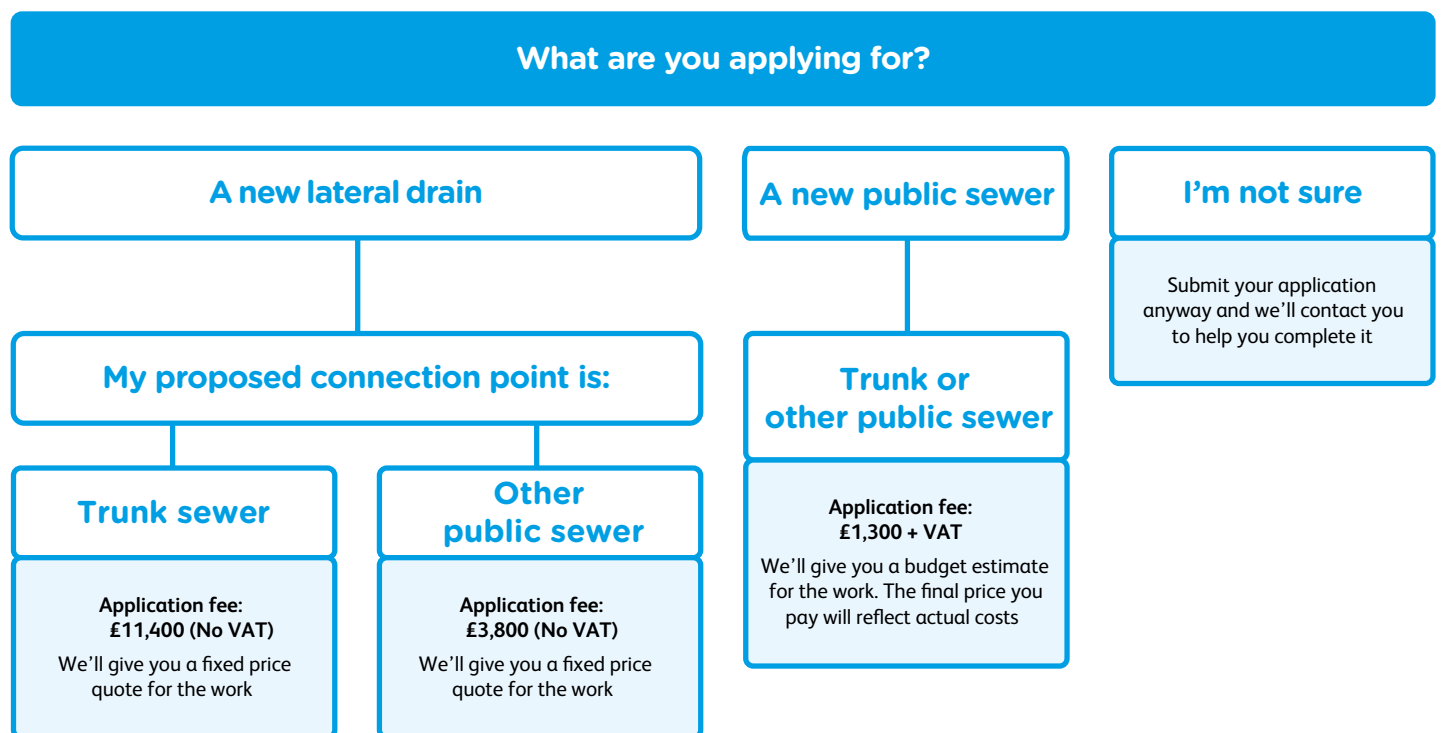 What are you applying for?
A new lateral drain
A new public sewer
I'm not sure
Submit your application
anyway and we'll contact you
to help you complete it
My proposed connection point is:
Trunk or
other public sewer
Application fee:
£1,300 + VAT
We'll give you a budget estimate
for the work. The final price you
pay will reflect actual costs
Trunk sewer
Application fee:
£11,400 (No VAT)
We'll give you a fixed price
quote for the work
Other
public sewer
Application fee:
£3,800 (No VAT)
We'll give you a fixed price
quote for the work